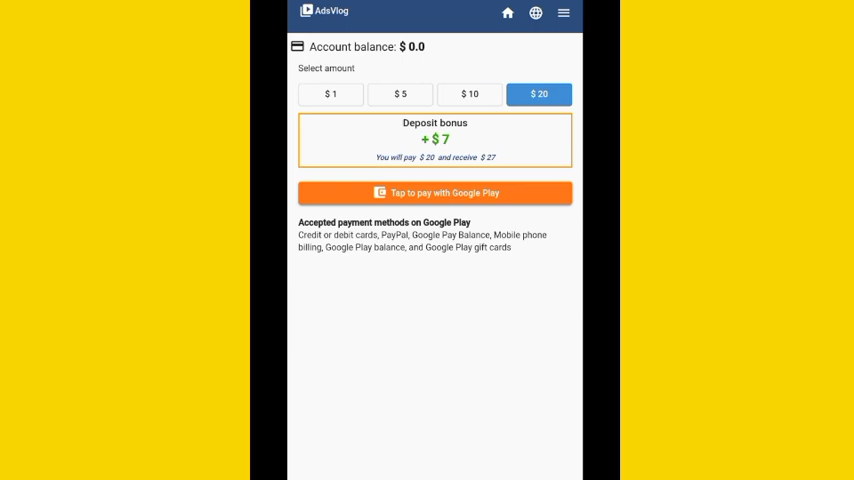 AdsVlog
Account balance: $ 0.0
Select amount
$ 1
$ 5
$ 10
$ 20
Deposit bonus
+ $ 7
You will pay $ 20 and receive $ 27
Tap to pay with Google Play
Accepted payment methods on Google Play
Credit or debit cards, PayPal, Google Pay Balance, Mobile phone
billing, Google Play balance, and Google Play gift cards